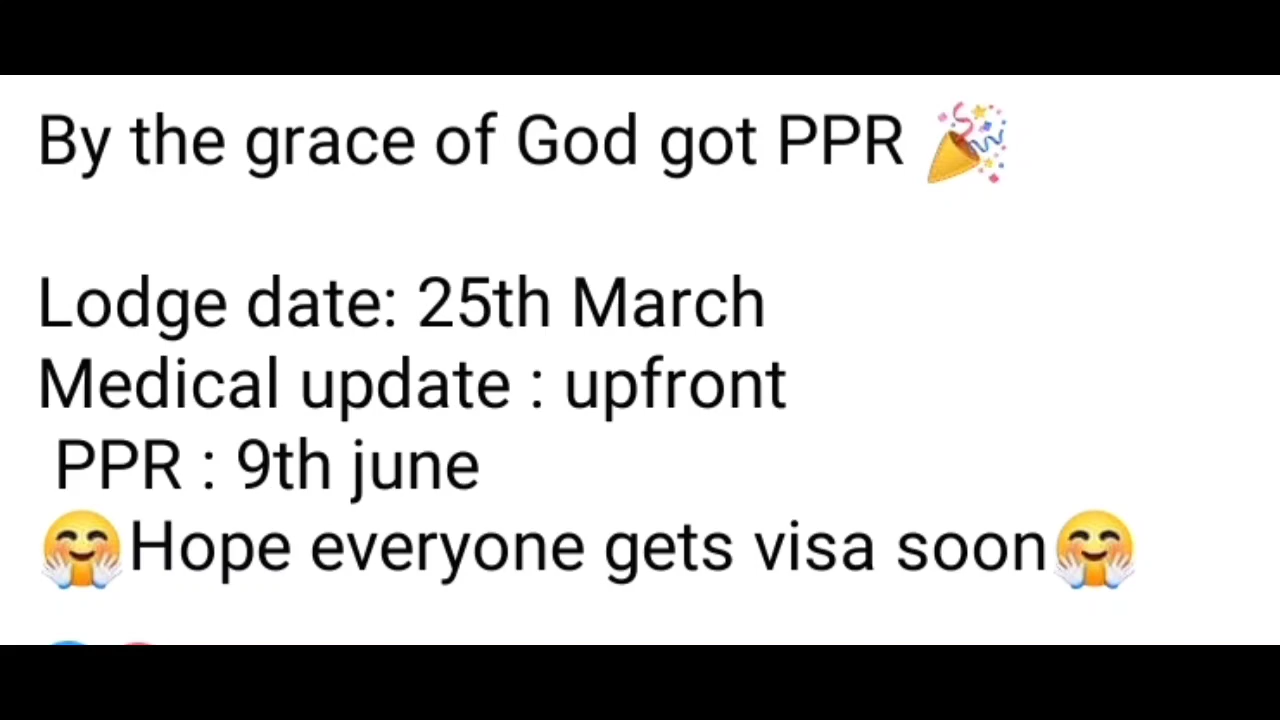 By the grace of God got PPR 🎉
Lodge date: 25th March
Medical update : upfront
PPR : 9th june
🤗Hope everyone gets visa soon🤗